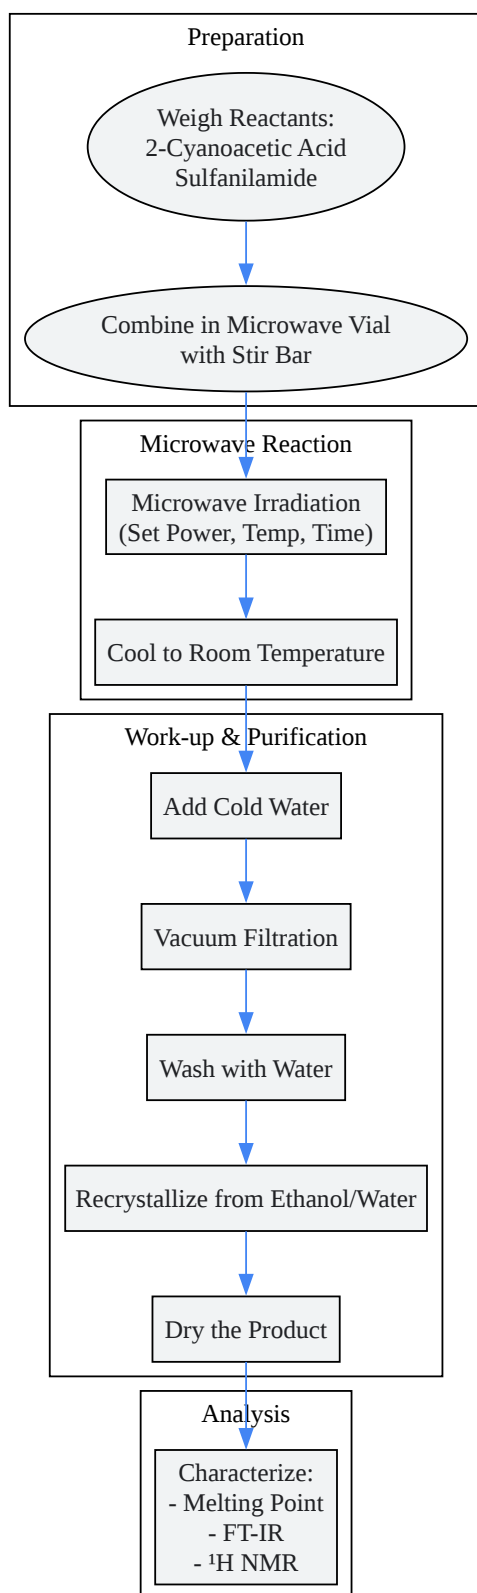 Preparation
Weigh Reactants:
2-Cyanoacetic Acid
Sulfanilamide
Combine in Microwave Vial
with Stir Bar
Microwave Reaction
Microwave Irradiation
(Set Power, Temp, Time)
Cool to Room Temperature
Work-up & Purification
Add Cold Water
Vacuum Filtration
Wash with Water
Recrystallize from Ethanol/Water
Dry the Product
Analysis
Characterize:
- Melting Point
- FT-IR
- ¹H NMR